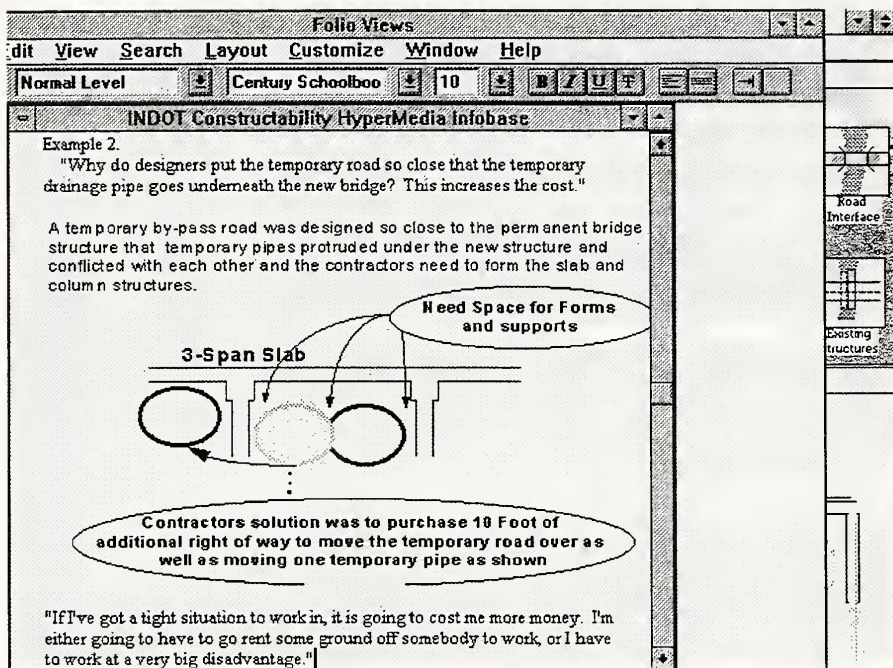 Folio Views
Edit View Search Layout Customize Window Help
Normal Level Century Schoolboo 10 B I U T
INDOT Constructability HyperMedia Infobase
Example 2.
"Why do designers put the temporary road so close that the temporary
drainage pipe goes underneath the new bridge? This increases the cost."
A temporary by-pass road was designed so close to the permanent bridge
structure that temporary pipes protruded under the new structure and
conflicted with each other and the contractors need to form the slab and
column structures.
Need Space for Forms
and supports
3-Span Slab
Contractors solution was to purchase 10 Foot of
additional right of way to move the temporary road over as
well as moving one temporary pipe as shown
"If I've got a tight situation to work in, it is going to cost me more money. I'm
either going to have to go rent some ground off somebody to work, or I have
to work at a very big disadvantage."
Road
Interface
Existing
tructures